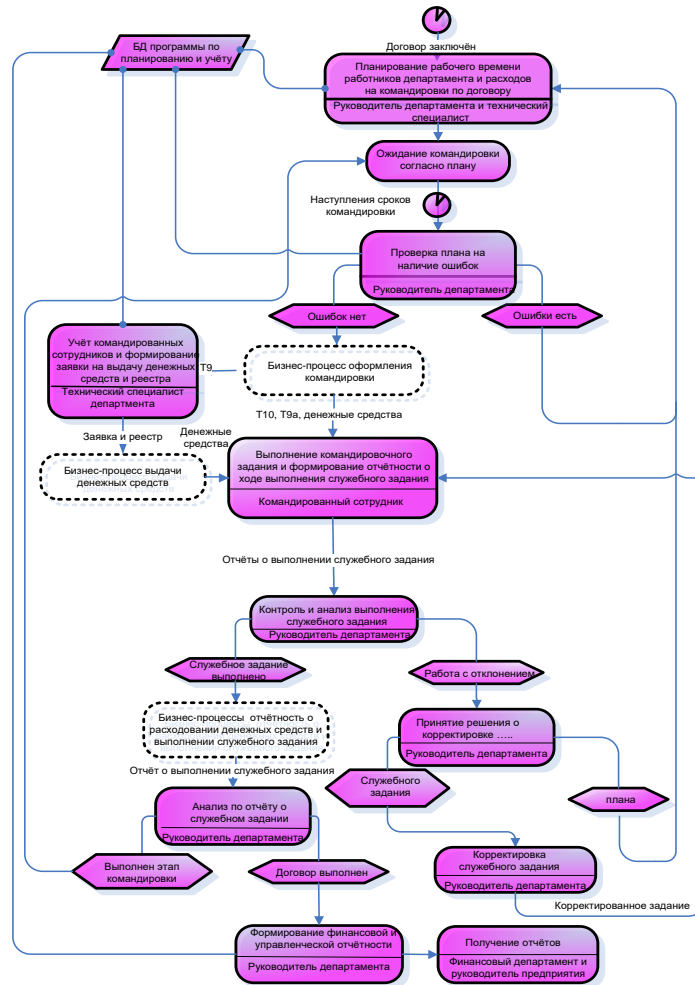 Договор заключён
БД программы по
планированию и учёту
Планирование рабочего времени
работников департамента и расходов
на командировки по договору
Руководитель департамента и технический
специалист
Ожидание командировки
согласно плану
Наступления сроков
командировки
Проверка плана на
наличие ошибок
Руководитель департамента
Ошибок нет
Ошибки есть
Учёт командированных
сотрудников и формирование
заявки на выдачу денежных
средств и реестра
Технический специалист
департмента
Т9
Бизнес-процесс оформления
командировки
Т10, Т9а, денежные средства
Заявка и реестр
Денежные
средства
Бизнес-процесс выдачи
денежных средств
Выполнение командировочного
задания и формирование отчётности о
ходе выполнения служебного задания
Командированный сотрудник
Отчёты о выполнении служебного задания
Контроль и анализ выполнения
служебного задания
Руководитель департамента
Служебное задание
выполнено
Работа с отклонением
Бизнес-процессы отчётность о
расходовании денежных средств и
выполнении служебного задания
Принятие решения о
корректировке …..
Руководитель департамента
Отчёт о выполнении служебного задания
Служебного
задания
плана
Анализ по отчёту о
служебном задании
Руководитель департамента
Выполнен этап
командировки
Договор выполнен
Корректировка
служебного задания
Руководитель департамента
Корректированное задание
Формирование финансовой и
управленческой отчётности
Руководитель департамента
Получение отчётов
Финансовый департамент и
руководитель предприятия